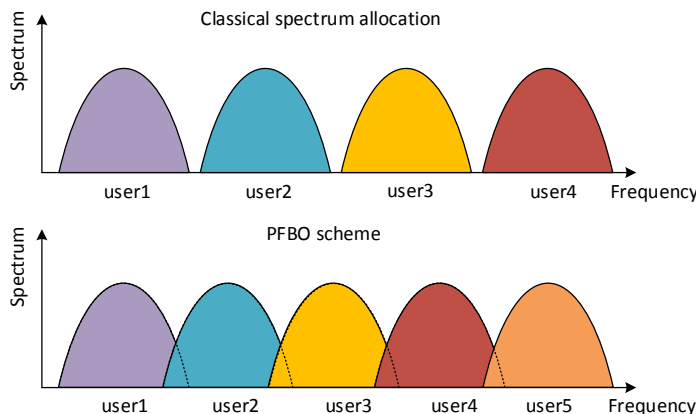 Classical spectrum allocation
Spectrum
user1 user2 user3 user4 Frequency
PFBO scheme
Spectrum
user1 user2 user3 user4 user5 Frequency